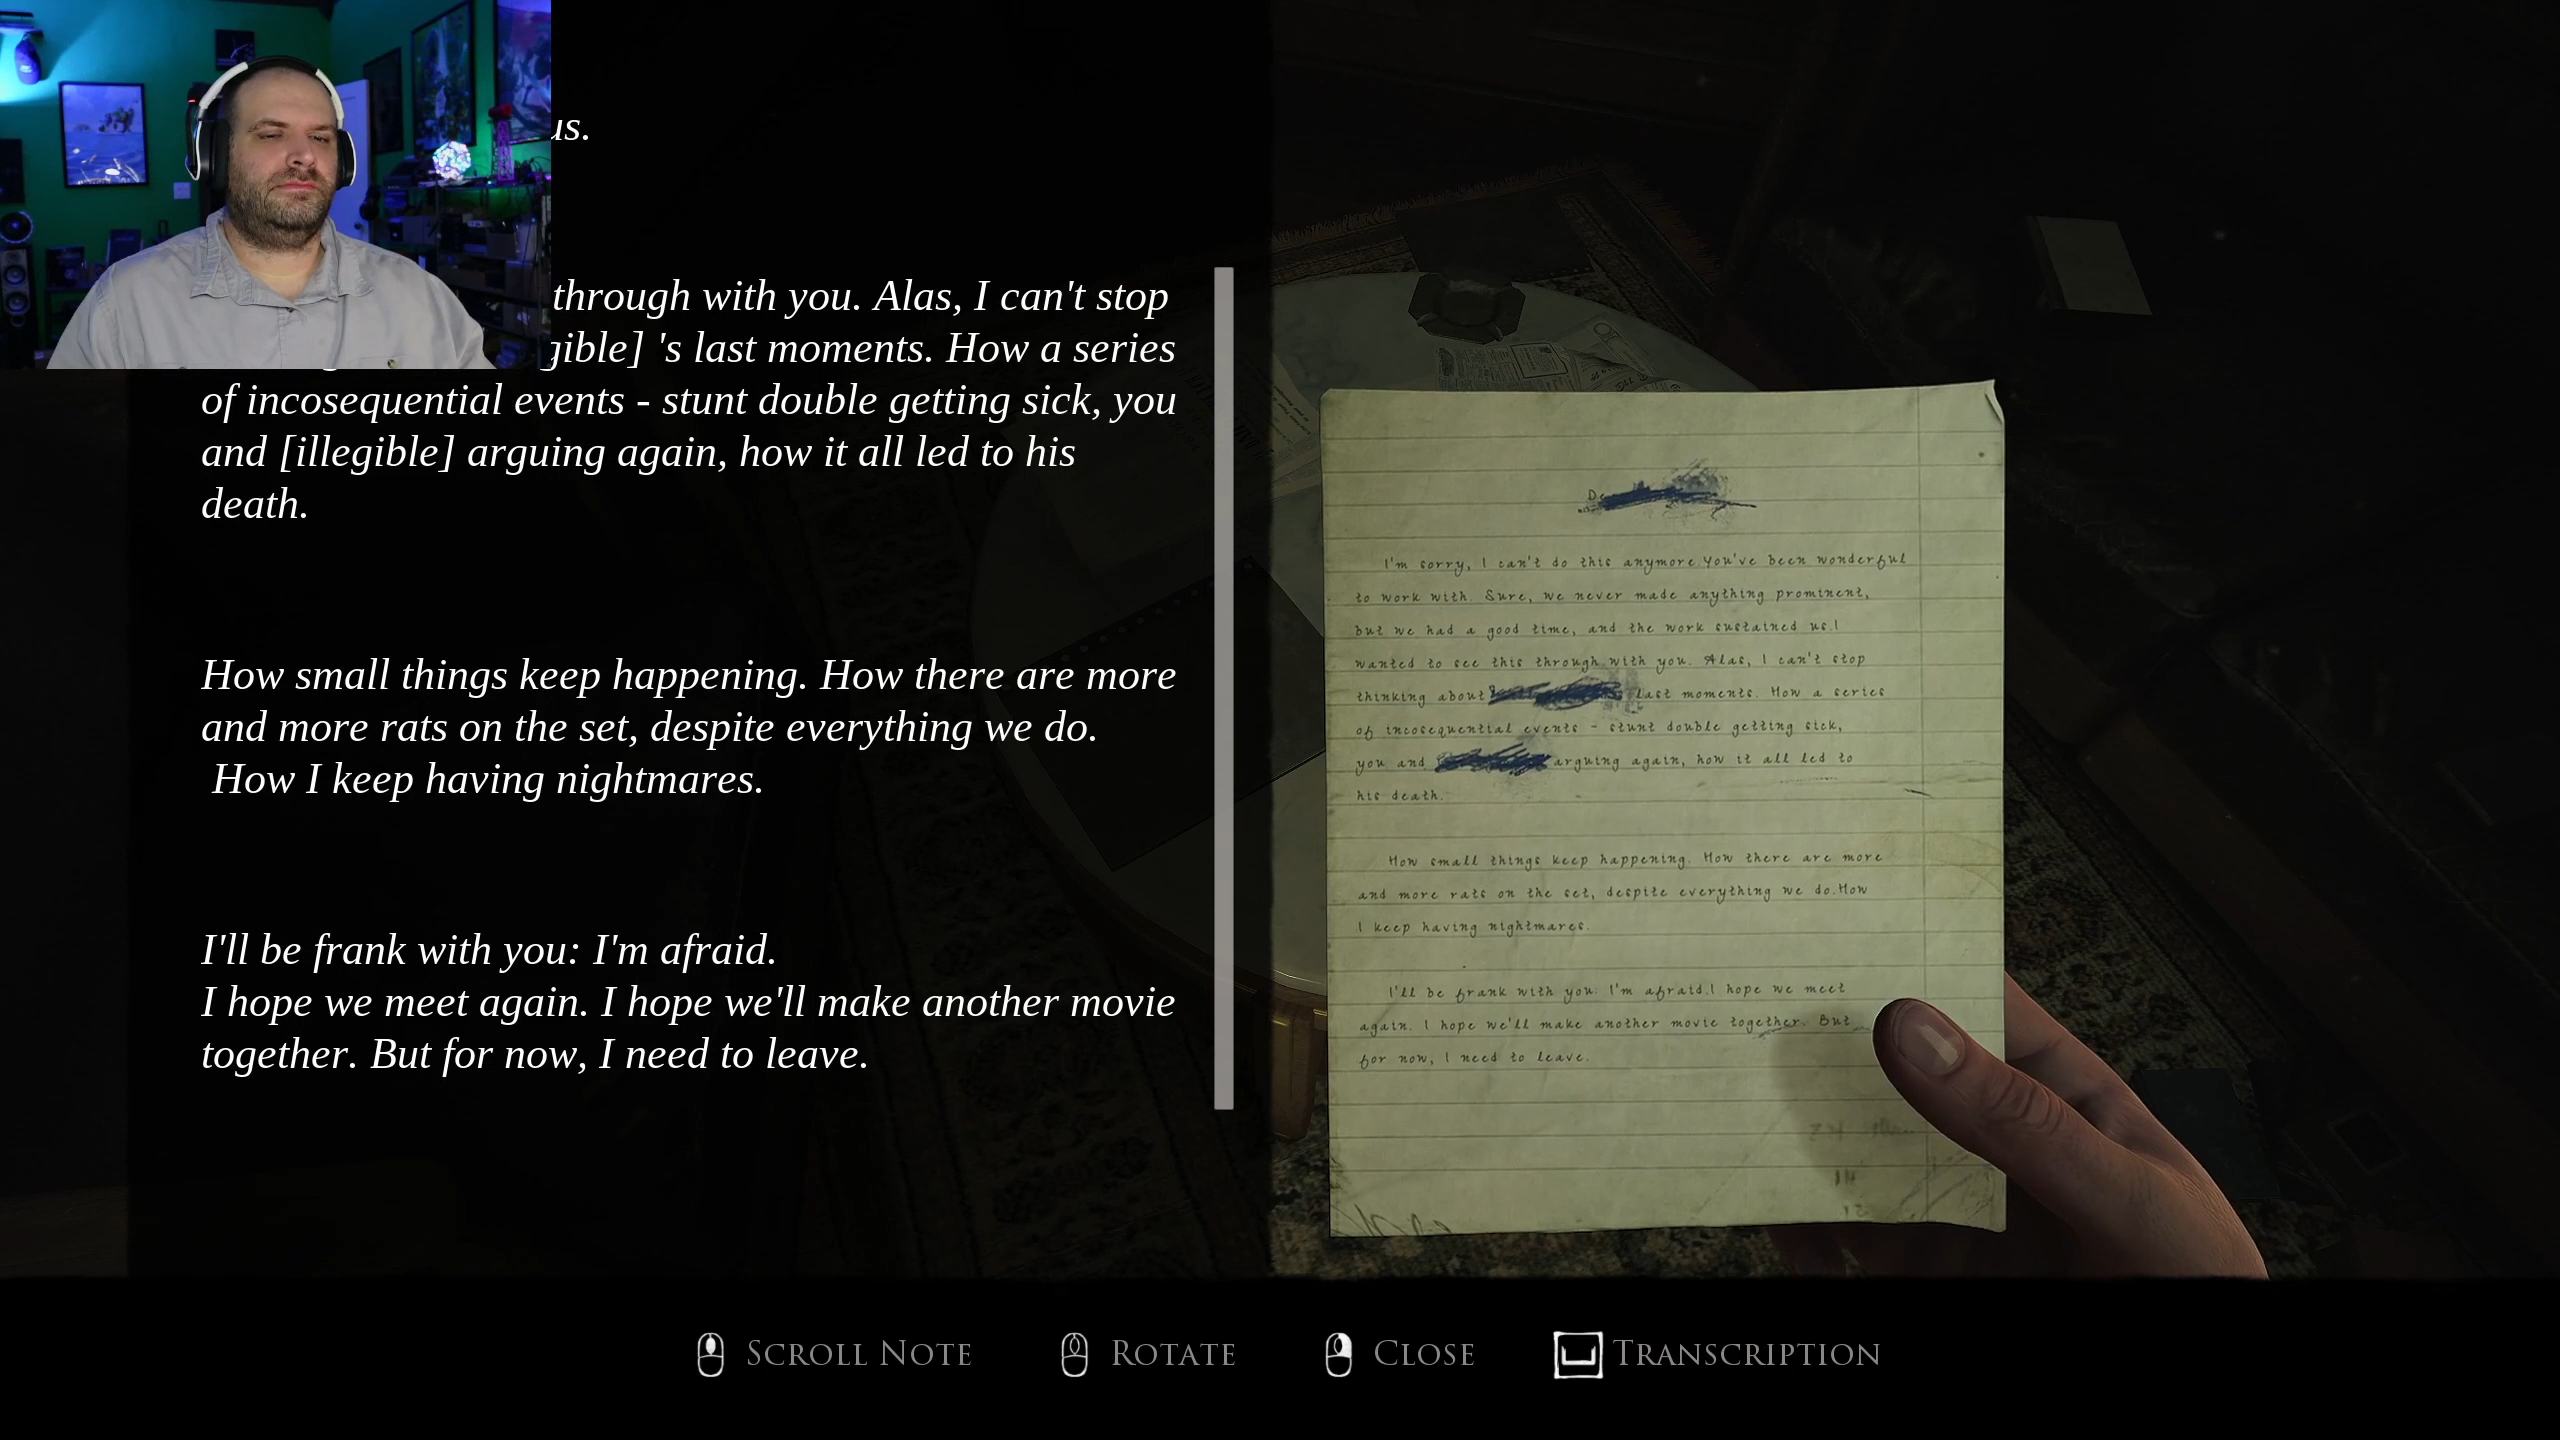 us.
through with you. Alas, I can't stop
gible] 's last moments. How a series
of incosequential events - stunt double getting sick, you
and [illegible] arguing again, how it all led to his
death.
How small things keep happening. How there are more
and more rats on the set, despite everything we do.
How I keep having nightmares.
I'll be frank with you: I'm afraid.
I hope we meet again. I hope we'll make another movie
together. But for now, I need to leave.
I'm sorry, I can't do this anymore. You've been wonderful
to work with. Sure, we never made anything prominent,
but we had a good time, and the work sustained us. I
wanted to see this through with you. Alas, I can't stop
thinking about last moments. How a series
of incosequential events - stunt double getting sick,
you and arguing again, how it all led to
his death.
How small things keep happening. How there are more
and more rats on the set, despite everything we do. How
I keep having nightmares.
I'll be frank with you: I'm afraid. I hope we meet
again. I hope we'll make another movie together. But
for now, I need to leave.
Scroll Note
Rotate
Close
Transcription